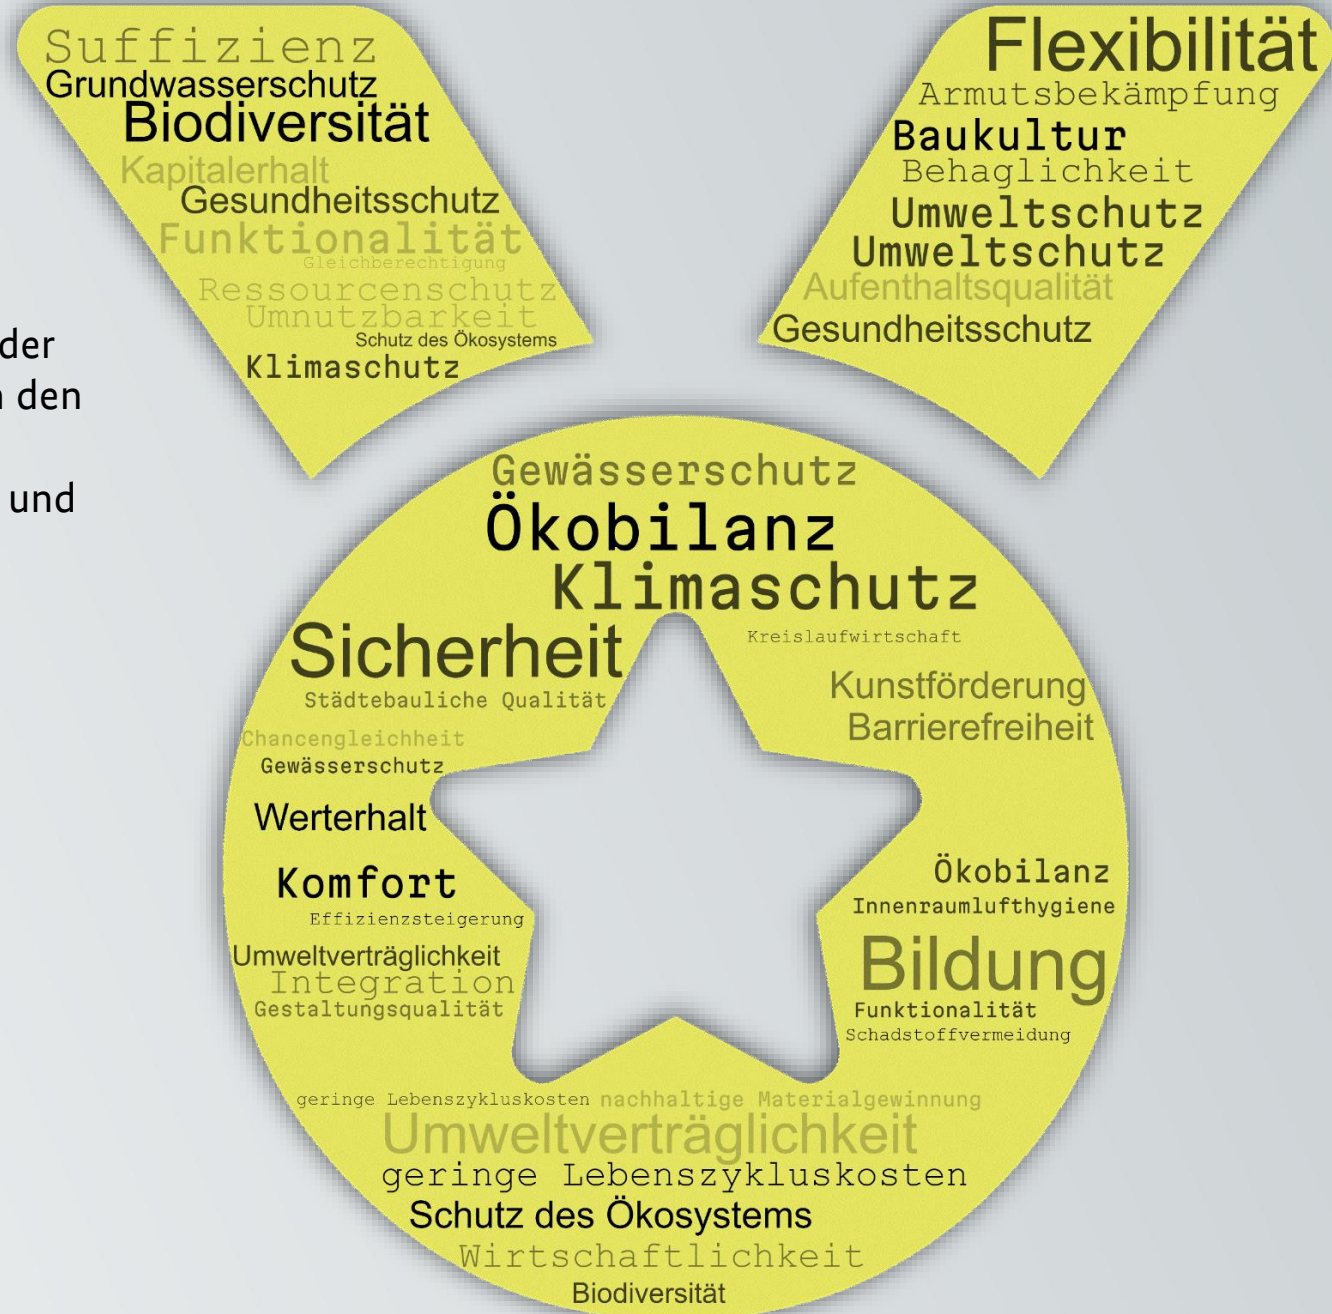 Suffizienz
Grundwasserschutz
Biodiversität
Kapitalerhalt
Gesundheitsschutz
Funktionalität
Gleichberechtigung
Ressourcenschutz
Umnutzbarkeit
Schutz des Ökosystems
Klimaschutz
Flexibilität
Armutsbekämpfung
Baukultur
Behaglichkeit
Umweltschutz
Umweltschutz
Aufenthaltsqualität
Gesundheitsschutz
der
den
und
Gewässerschutz
Ökobilanz
Klimaschutz
Kreislaufwirtschaft
Sicherheit
Städtebauliche Qualität
Kunstförderung
Barrierefreiheit
Chancengleichheit
Gewässerschutz
Werterhalt
Komfort
Effizienzsteigerung
Umweltverträglichkeit
Integration
Gestaltungsqualität
Ökobilanz
Innenraumlufthygiene
Bildung
Funktionalität
Schadstoffvermeidung
geringe Lebenszykluskosten nachhaltige Materialgewinnung
Umweltverträglichkeit
geringe Lebenszykluskosten
Schutz des Ökosystems
Wirtschaftlichkeit
Biodiversität